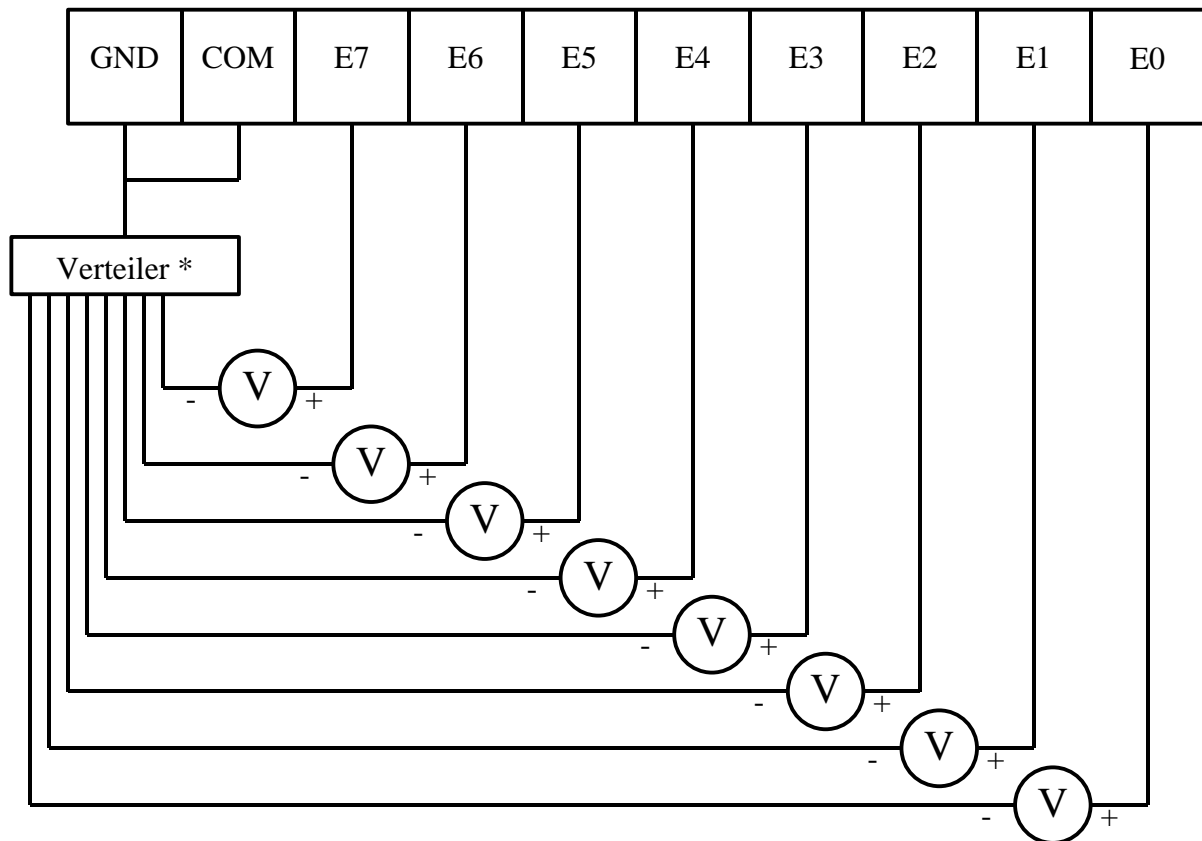 GND COM E7 E6 E5 E4 E3 E2 E1 E0
Verteiler *
V
- +
V
- +
V
- +
V
- +
V
- +
V
- +
V
- +
V
- +